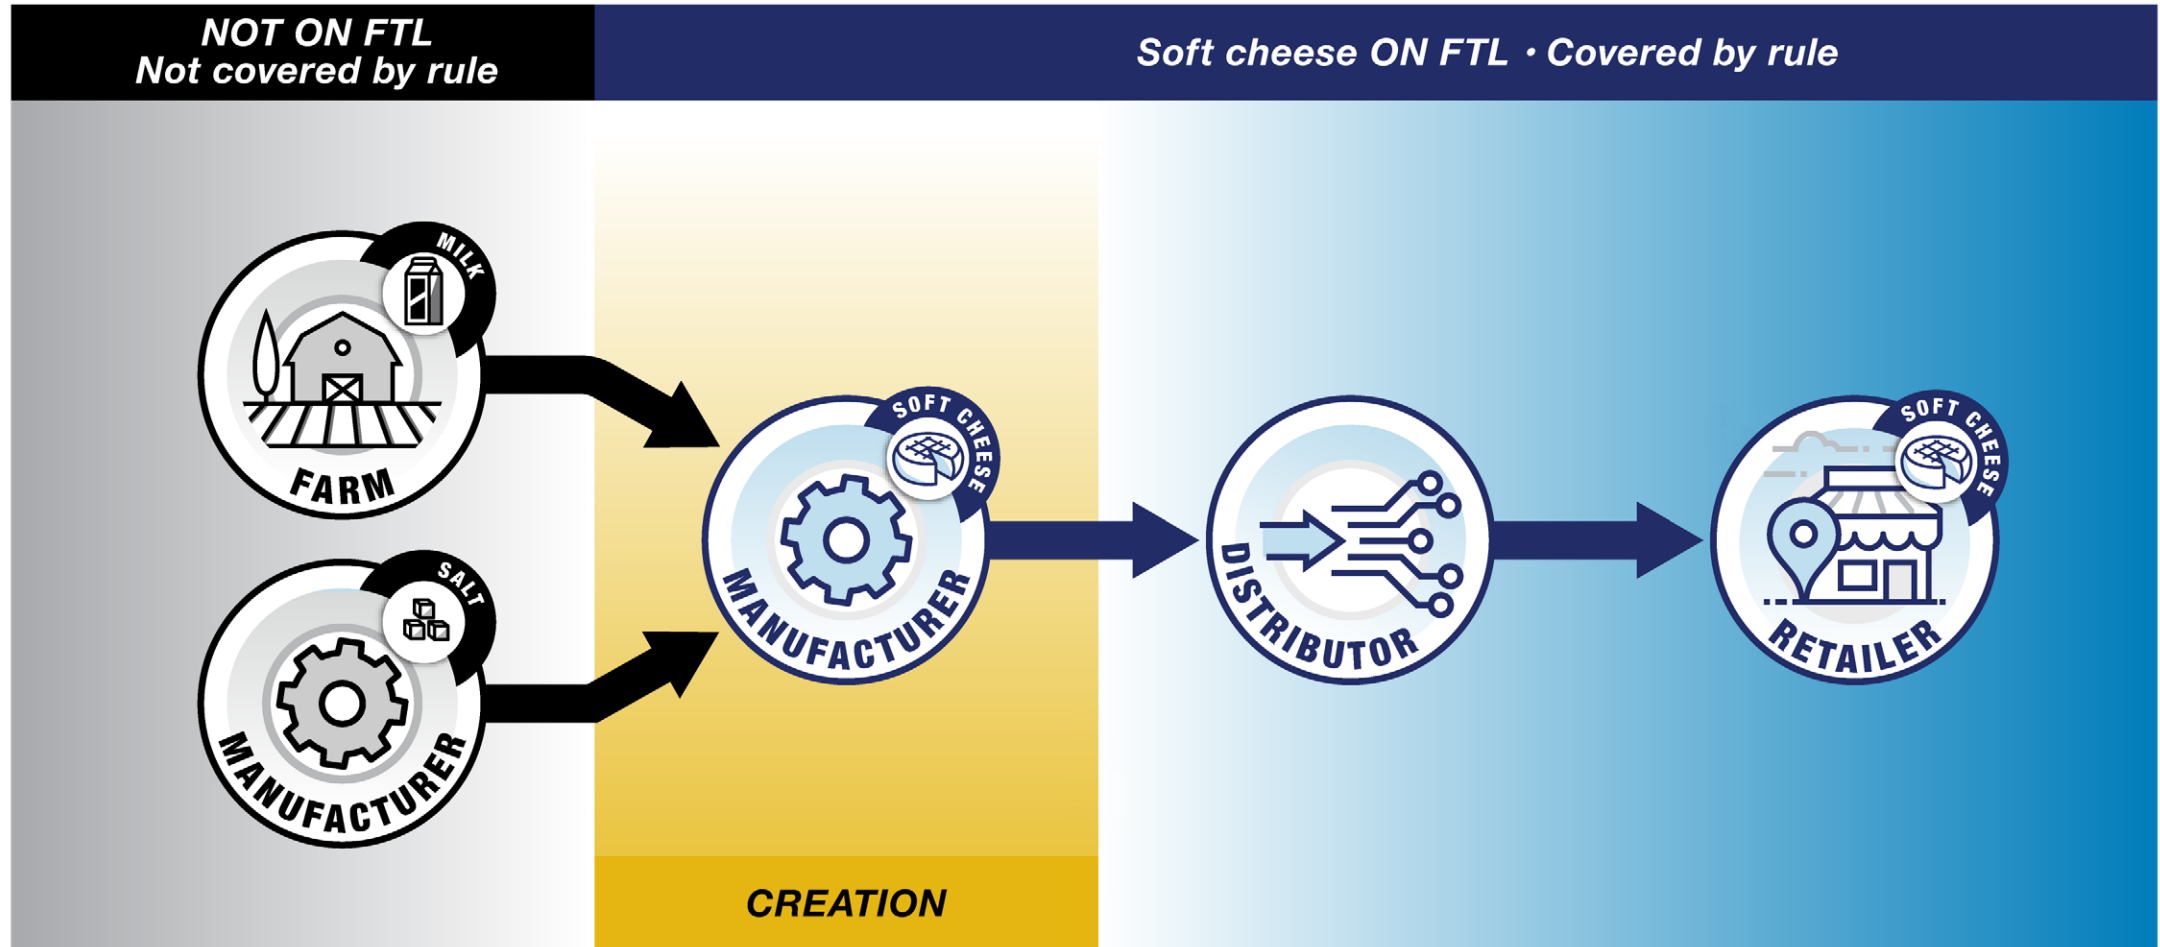 NOT ON FTL
Not covered by rule
Soft cheese ON FTL • Covered by rule
MILK
FARM
SALT
MANUFACTURER
SOFT CHEESE
MANUFACTURER
DISTRIBUTOR
SOFT CHEESE
RETAILER
CREATION